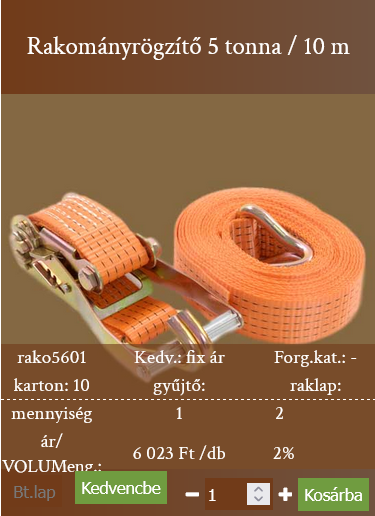 Rakományrögzítő 5 tonna / 10 m
rako5601 Kedv.: fix ár Forg.kat.: -
karton: 10 gyűjtő: raklap:
mennyiség 1 2
ár/
VOLUMeng.: 6 023 Ft /db 2%
Bt.lap Kedvencbe 1 Kosárba